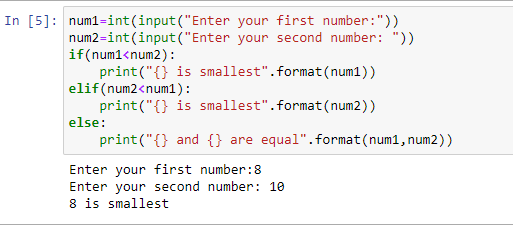 In [5]: num1=int(input("Enter your first number:"))
num2=int(input("Enter your second number: "))
if(num1<num2):
    print("{} is smallest".format(num1))
elif(num2<num1):
    print("{} is smallest".format(num2))
else:
    print("{} and {} are equal".format(num1,num2))
Enter your first number:8
Enter your second number: 10
8 is smallest